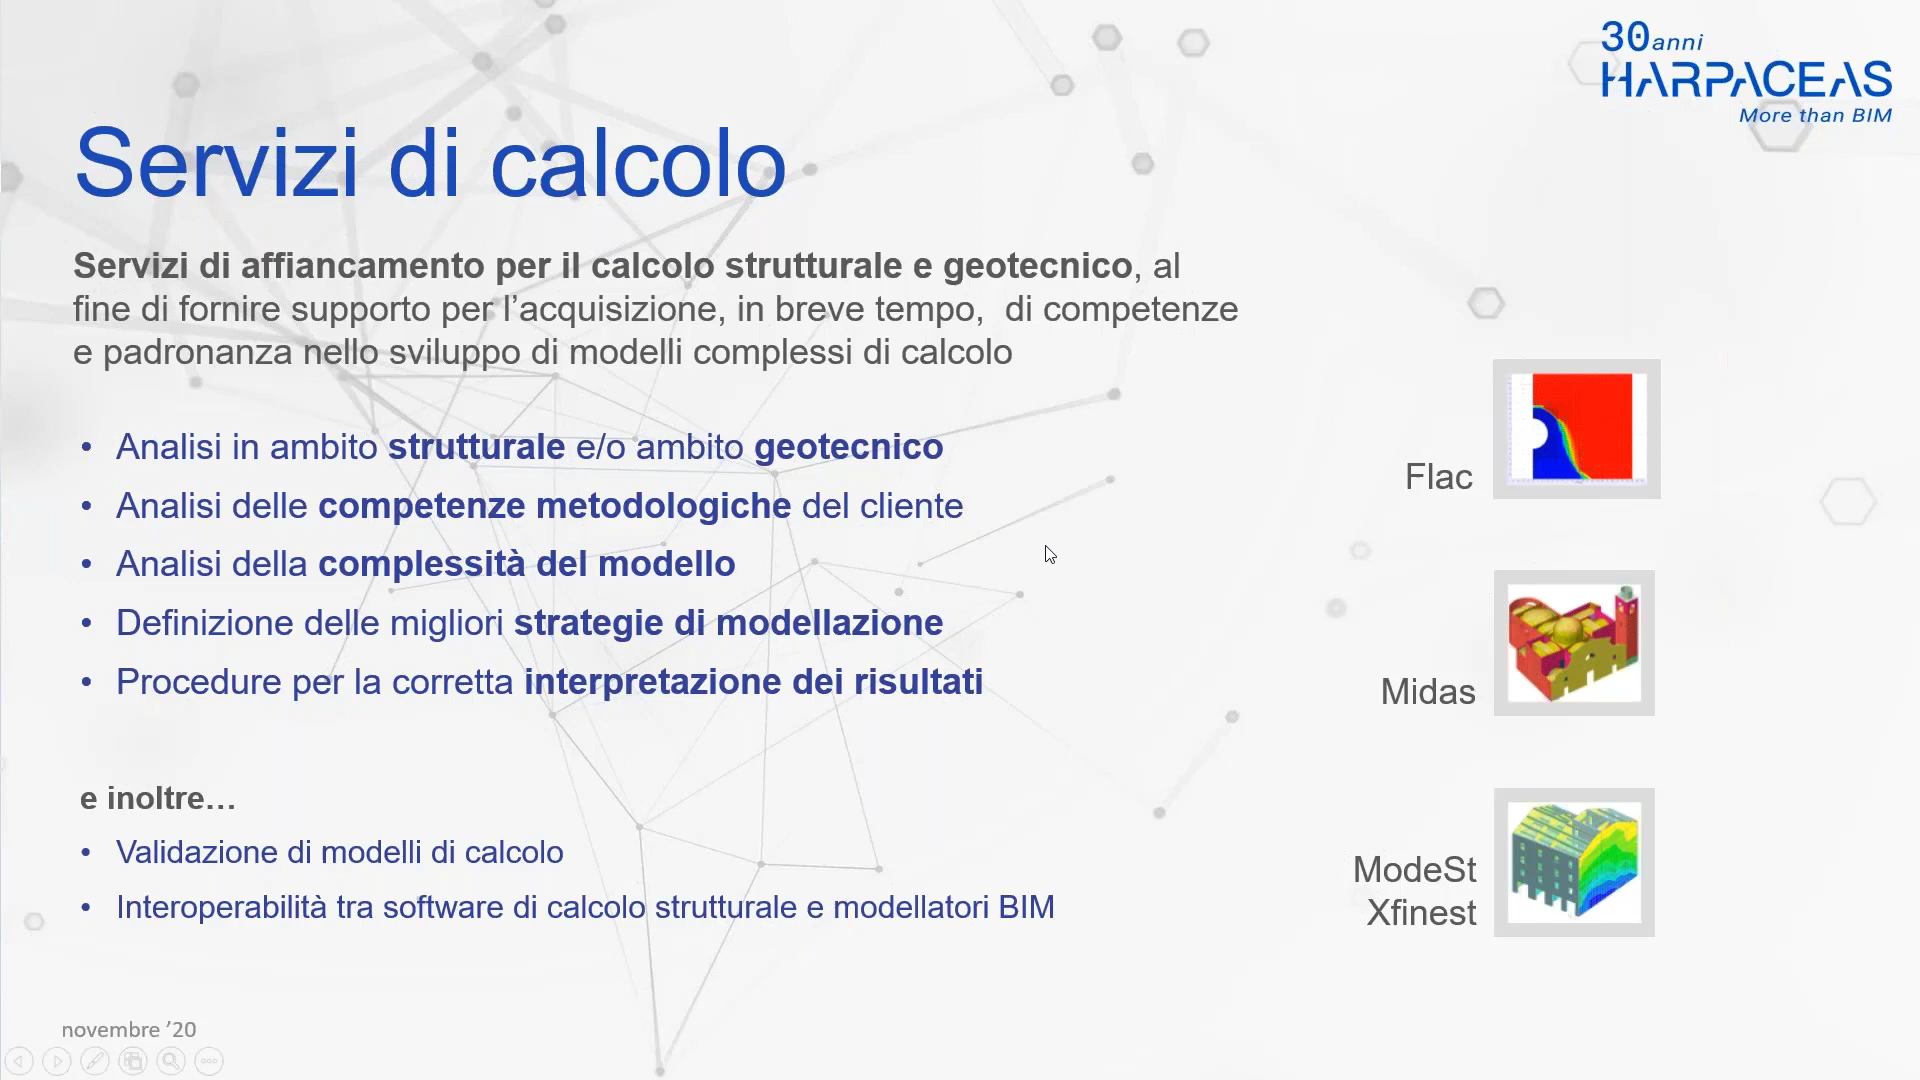 30anni
HARPACEAS
More than BIM
Servizi di calcolo
Servizi di affiancamento per il calcolo strutturale e geotecnico, al
fine di fornire supporto per l’acquisizione, in breve tempo, di competenze
e padronanza nello sviluppo di modelli complessi di calcolo
• Analisi in ambito strutturale e/o ambito geotecnico
• Analisi delle competenze metodologiche del cliente
• Analisi della complessità del modello
• Definizione delle migliori strategie di modellazione
• Procedure per la corretta interpretazione dei risultati
e inoltre…
• Validazione di modelli di calcolo
• Interoperabilità tra software di calcolo strutturale e modellatori BIM
Flac
Midas
ModeSt
Xfinest
novembre ’20